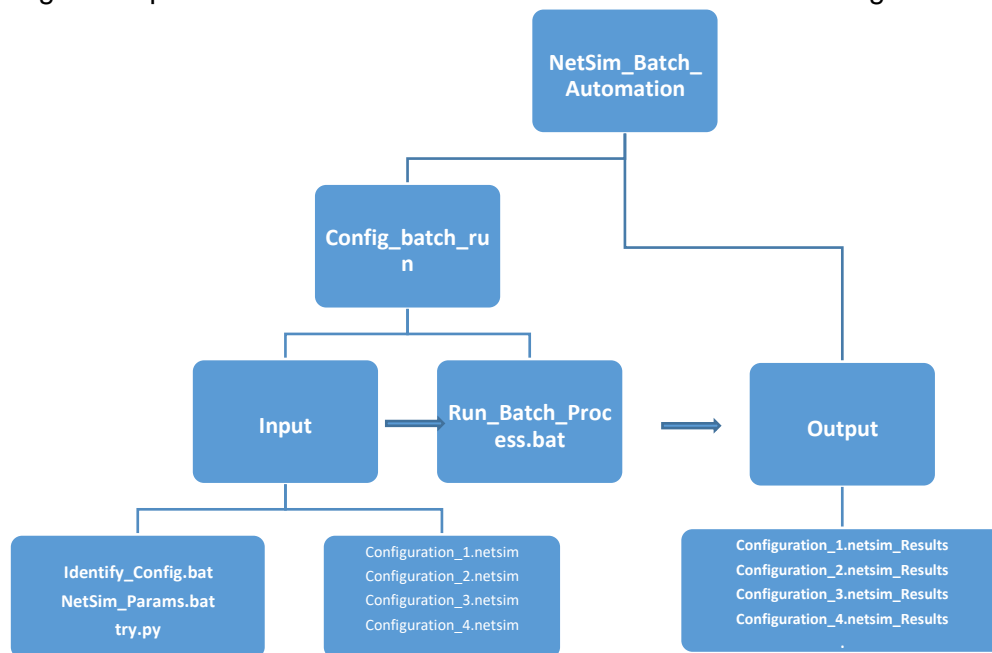 NetSim_Batch_
Automation
Config_batch_ru
n
Input
Run_Batch_Proc
ess.bat
Output
Identify_Config.bat
NetSim_Params.bat
try.py
Configuration_1.netsim
Configuration_2.netsim
Configuration_3.netsim
Configuration_4.netsim
Configuration_1.netsim_Results
Configuration_2.netsim_Results
Configuration_3.netsim_Results
Configuration_4.netsim_Results
.